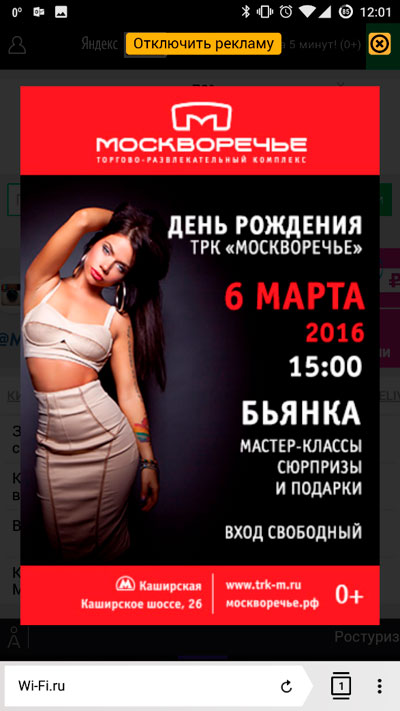 0°
85
12:01
Яндекс
Отключить рекламу
а 5 минут! (0+)
МОСКВОРЕЧЬЕ
ТОРГОВО-РАЗВЛЕКАТЕЛЬНЫЙ КОМПЛЕКС
ДЕНЬ РОЖДЕНИЯ
ТРК «МОСКВОРЕЧЬЕ»
6 МАРТА
2016
15:00
БЬЯНКА
МАСТЕР-КЛАССЫ
СЮРПРИЗЫ
И ПОДАРКИ
ВХОД СВОБОДНЫЙ
Каширская
Каширское шоссе, 26
www.trk-m.ru
москворечье.рф
0+
Ростуриз
Wi-Fi.ru
1